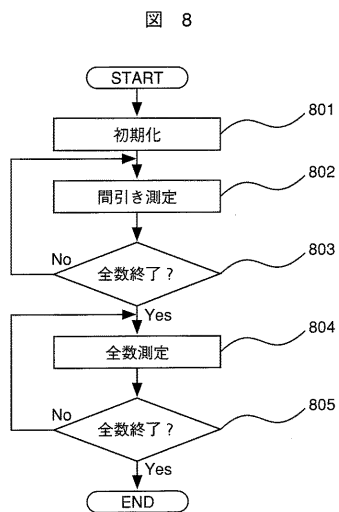 図 8
START
初期化
801
間引き測定
802
全数終了?
803
No
Yes
全数測定
804
全数終了?
805
No
Yes
END